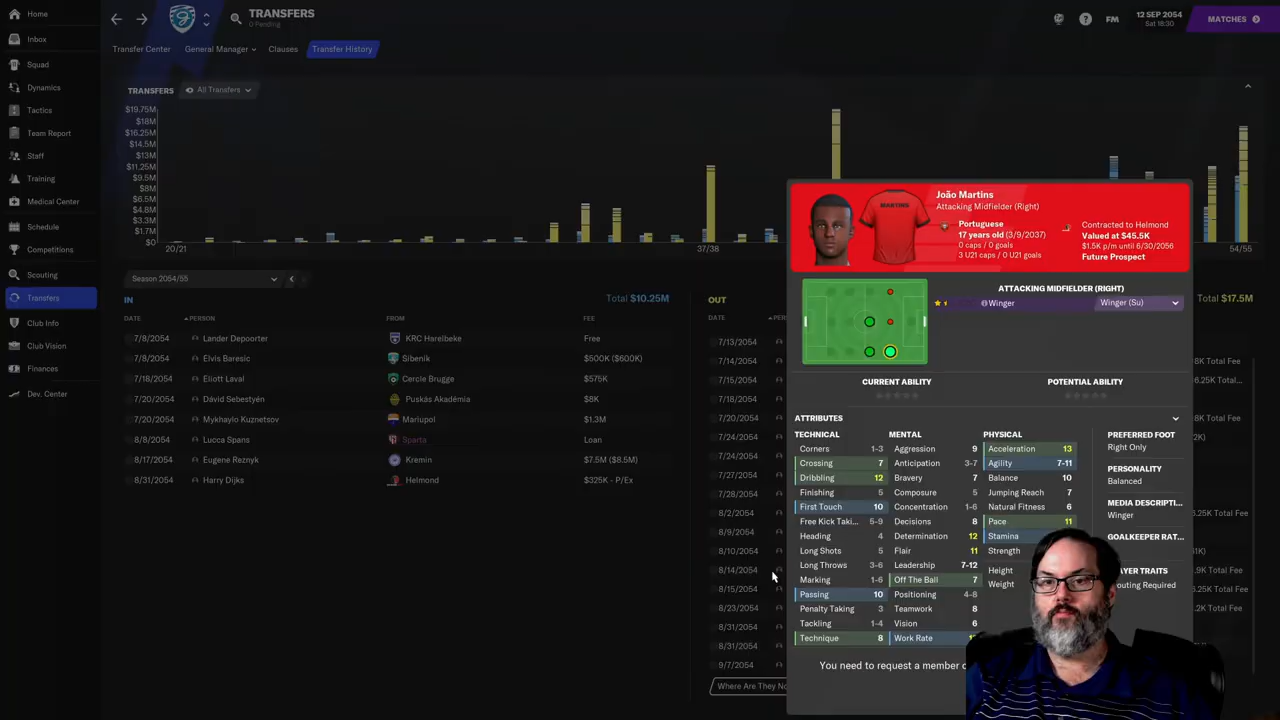 Home
Inbox
Squad
Dynamics
Tactics
Team Report
Staff
Training
Medical Center
Schedule
Competitions
Scouting
Transfers
Club Info
Club Vision
Finances
Dev. Center
TRANSFERS
0 Pending
FM
12 SEP 2054
Sat 18:30
MATCHES
Transfer Center
General Manager
Clauses
Transfer History
TRANSFERS
All Transfers
$19.75M
$18M
$16.25M
$14.5M
$13M
$11.25M
$9.5M
$8M
$6.5M
$4.8M
$3.3M
$1.7M
$0
20/21
37/38
54/55
Season 2054/55
IN
Total $10.25M
DATE
PERSON
FROM
FEE
7/8/2054 Lander Depoorter KRC Harelbeke Free
7/8/2054 Elvis Baresic Sibenik $500K ($600K)
7/18/2054 Eliott Laval Cercle Brugge $575K
7/20/2054 Dávid Sebestyén Puskás Akadémia $8K
7/20/2054 Mykhaylo Kuznetsov Mariupol $1.3M
8/8/2054 Lucca Spans Sparta Loan
8/17/2054 Eugene Reznyk Kremin $7.5M ($8.5M)
8/31/2054 Harry Dijks Helmond $325K - P/Ex
OUT
Total $17.5M
DATE
7/13/2054
7/14/2054
7/15/2054
7/18/2054
7/20/2054
7/24/2054
7/24/2054
7/27/2054
7/28/2054
8/2/2054
8/9/2054
8/10/2054
8/14/2054
8/15/2054
8/23/2054
8/31/2054
8/31/2054
9/7/2054
Where Are They No
João Martins
Attacking Midfielder (Right)
MARTINS
Portuguese
17 years old (3/9/2037)
0 caps / 0 goals
3 U21 caps / 0 U21 goals
Contracted to Helmond
Valued at $45.5K
$1.5K p/m until 6/30/2056
Future Prospect
ATTACKING MIDFIELDER (RIGHT)
Winger
Winger (Su)
CURRENT ABILITY
POTENTIAL ABILITY
ATTRIBUTES
TECHNICAL
Corners 1-3
Crossing 7
Dribbling 12
Finishing 5
First Touch 10
Free Kick Taki... 5-9
Heading 4
Long Shots 5
Long Throws 3-6
Marking 1-6
Passing 10
Penalty Taking 3
Tackling 1-4
Technique 8
MENTAL
Aggression 9
Anticipation 3-7
Bravery 7
Composure 5
Concentration 1-6
Decisions 8
Determination 12
Flair 11
Leadership 7-12
Off The Ball 7
Positioning 4-8
Teamwork 8
Vision 6
Work Rate
PHYSICAL
Acceleration 13
Agility 7-11
Balance 10
Jumping Reach 7
Natural Fitness 6
Pace 11
Stamina
Strength
Height
Weight
PREFERRED FOOT
Right Only
PERSONALITY
Balanced
MEDIA DESCRIPTI...
Winger
GOALKEEPER RAT...
AYER TRAITS
outing Required
You need to request a member